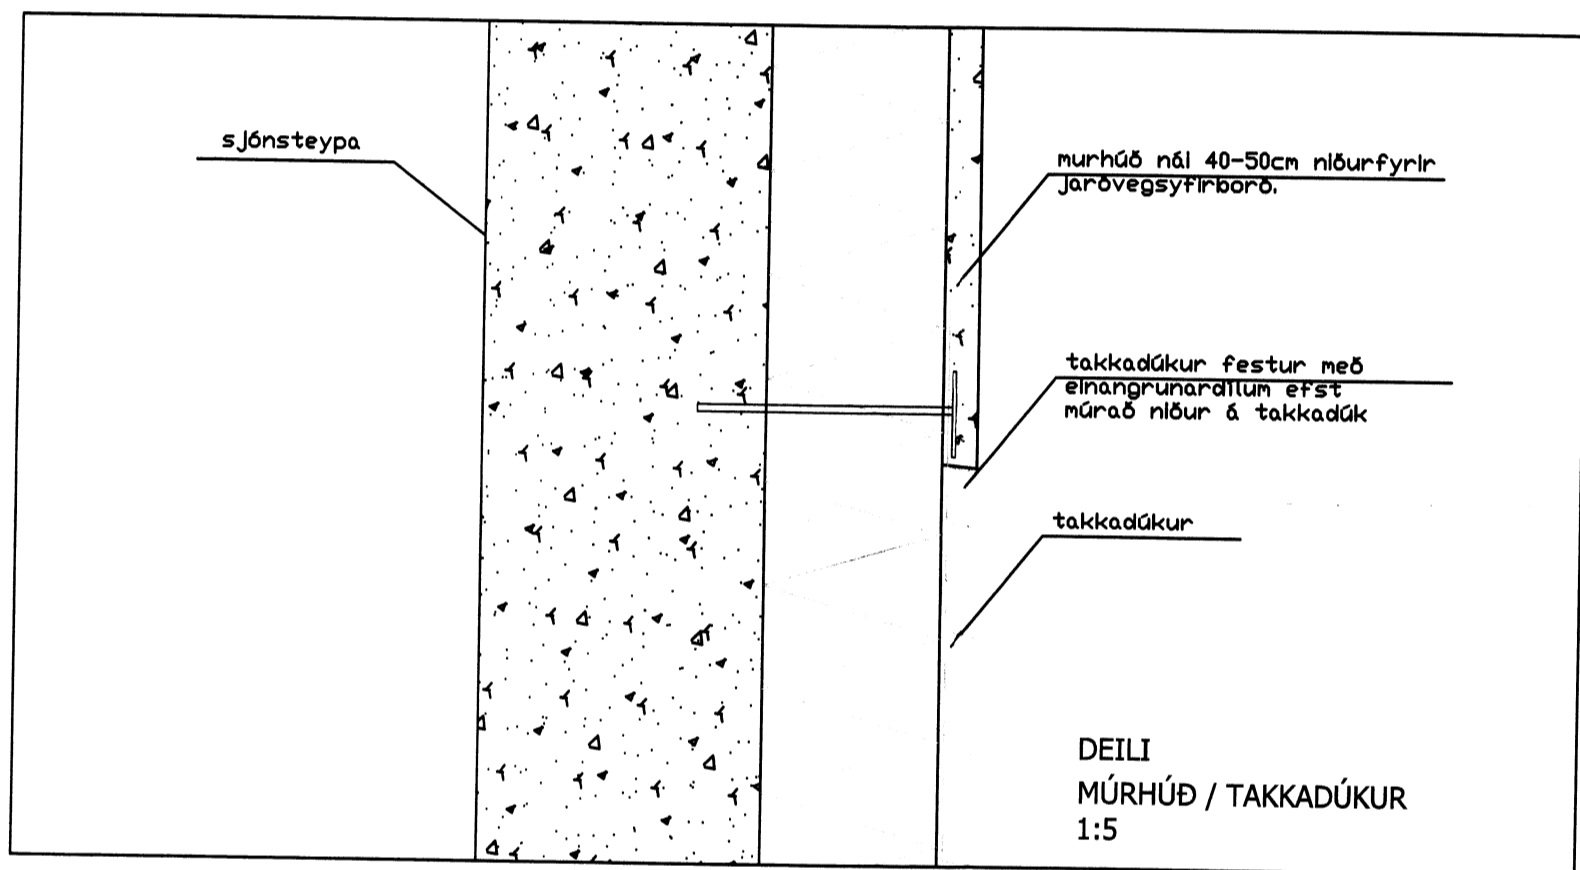 sjónsteypa
murhúð nái 40-50cm niðurfyrir
jarðvegsyfirborð.
takkadúkur festur með
einangrunardílum efst
múrað niður á takkadúk
takkadúkur
DEILI
MÚRHÚÐ / TAKKADÚKUR
1:5